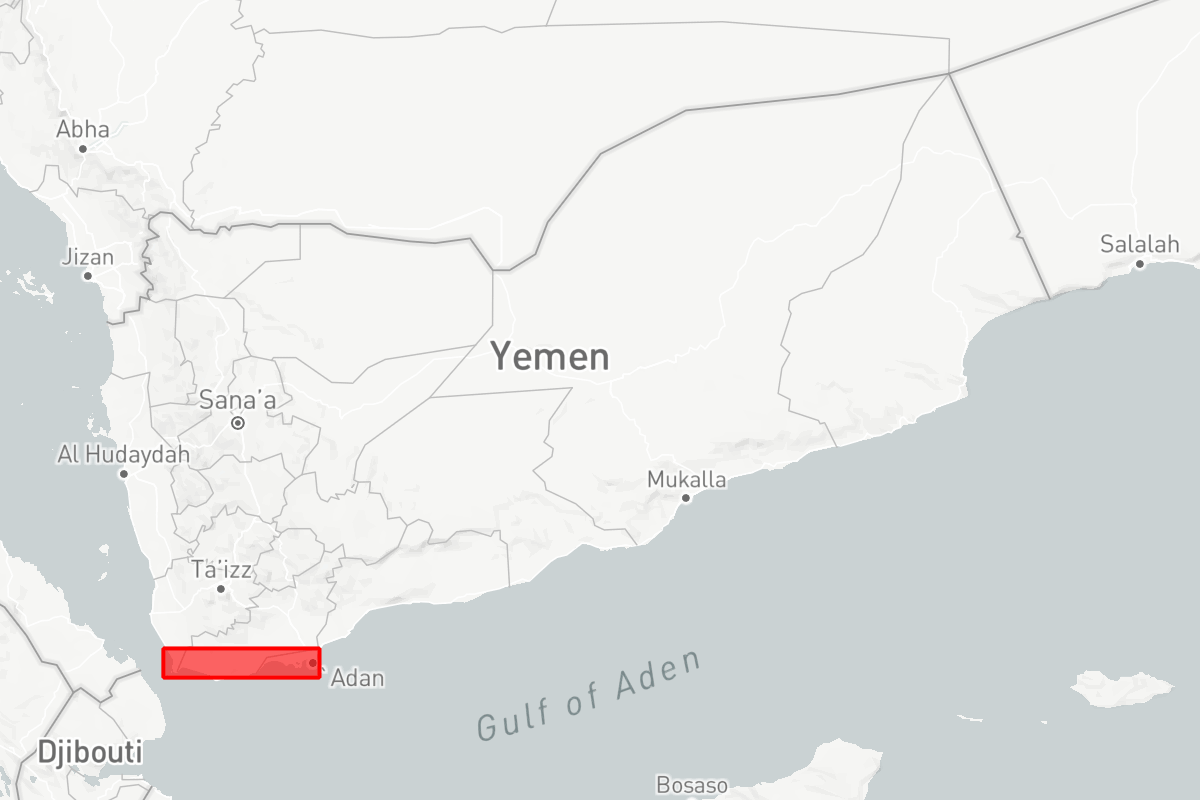 Abha
Jizan
Salalah
Yemen
Sana’a
Al Hudaydah
Mukalla
Ta’izz
‘Adan
Gulf of Aden
Djibouti
Bosaso